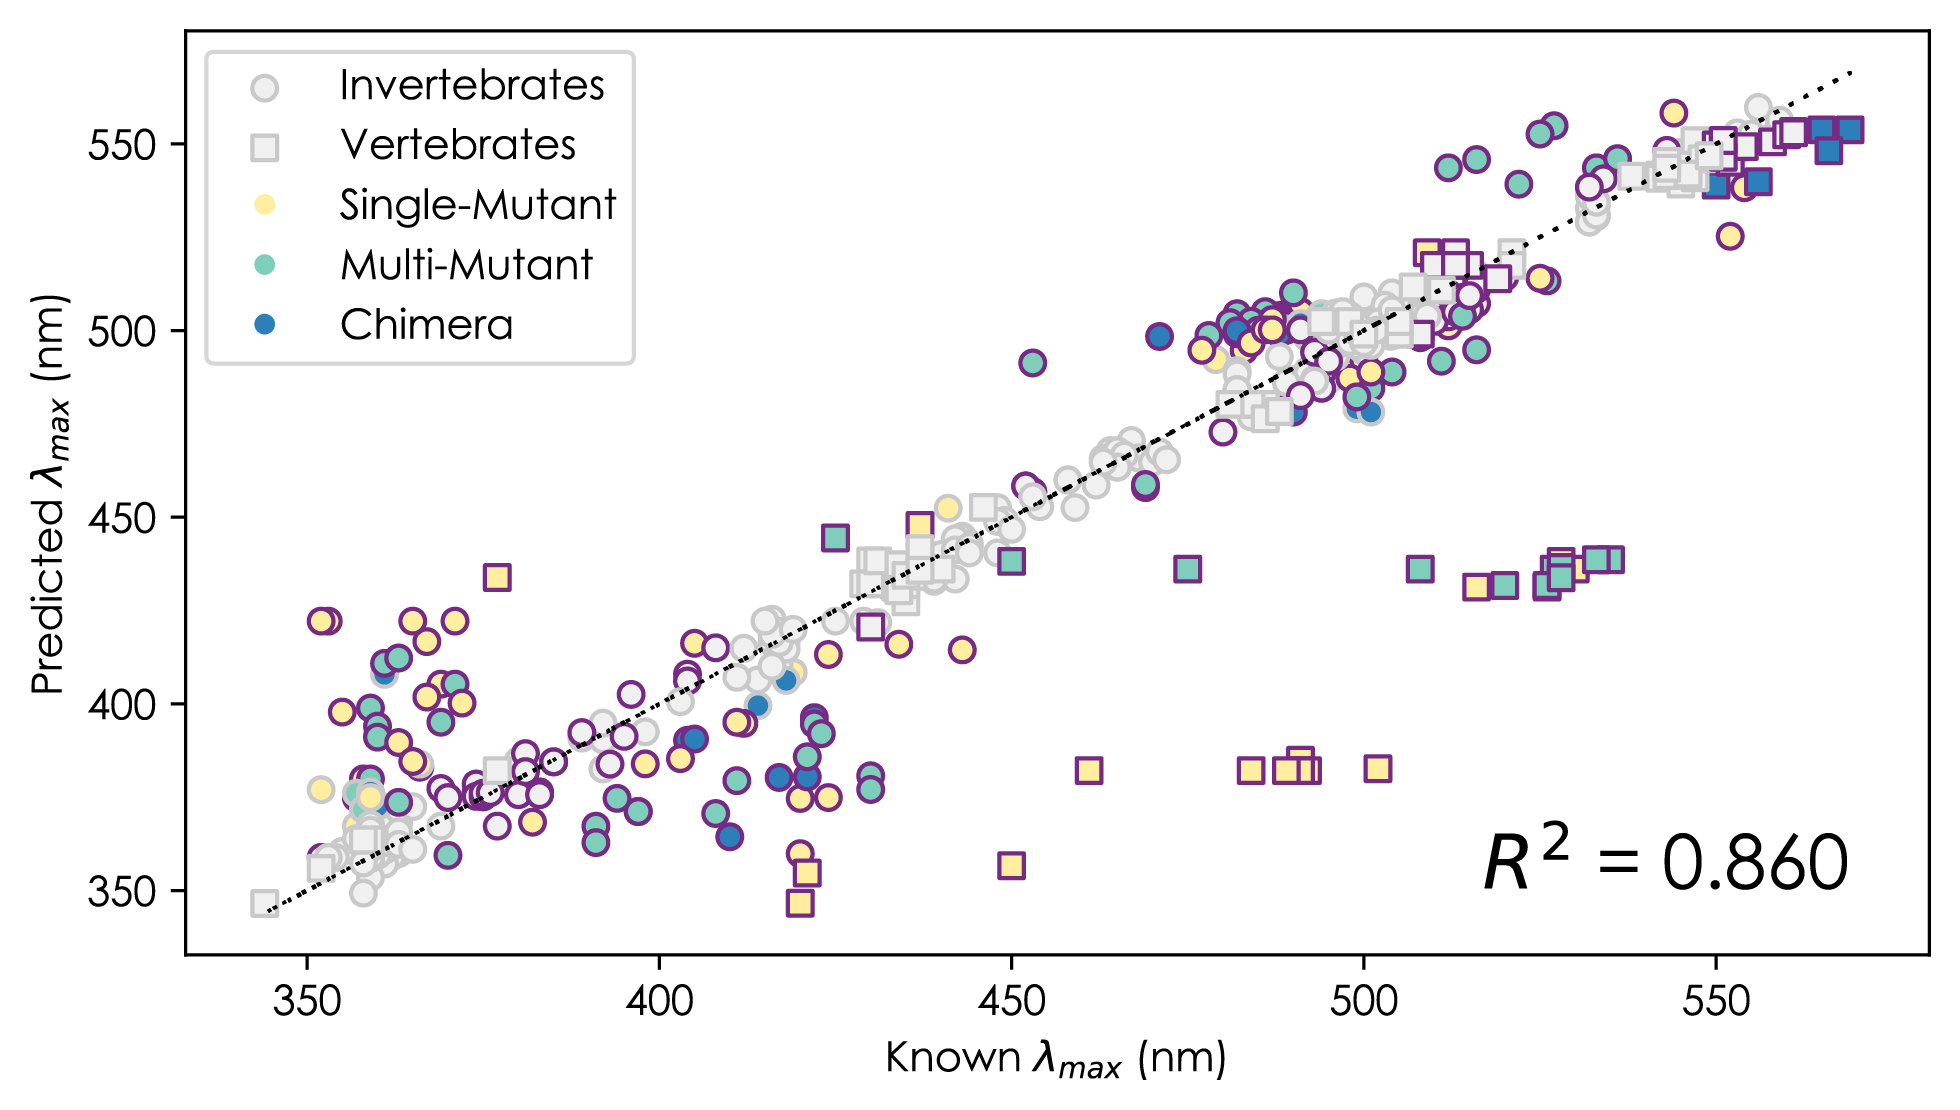 Invertebrates
Vertebrates
Single-Mutant
Multi-Mutant
Chimera
550
500
450
400
350
Predicted λmax (nm)
R² = 0.860
350 400 450 500 550
Known λmax (nm)